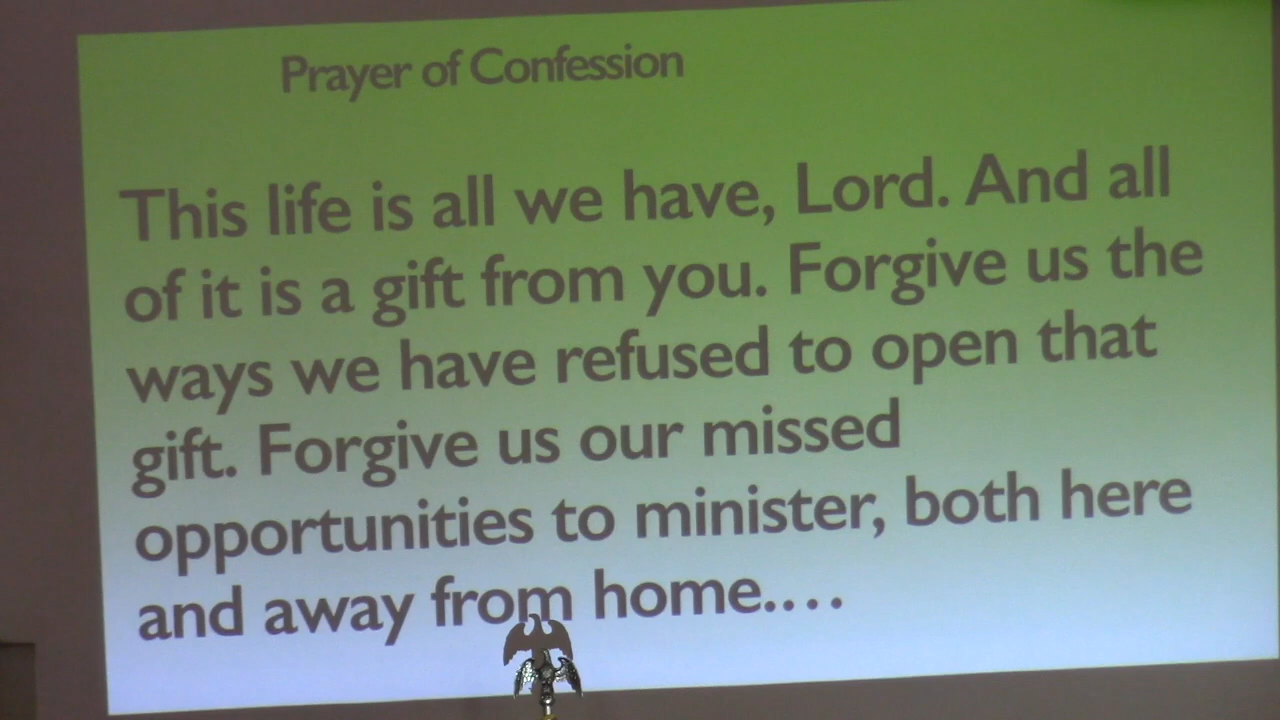 Prayer of Confession
This life is all we have, Lord. And all
of it is a gift from you. Forgive us the
ways we have refused to open that
gift. Forgive us our missed
opportunities to minister, both here
and away from home....